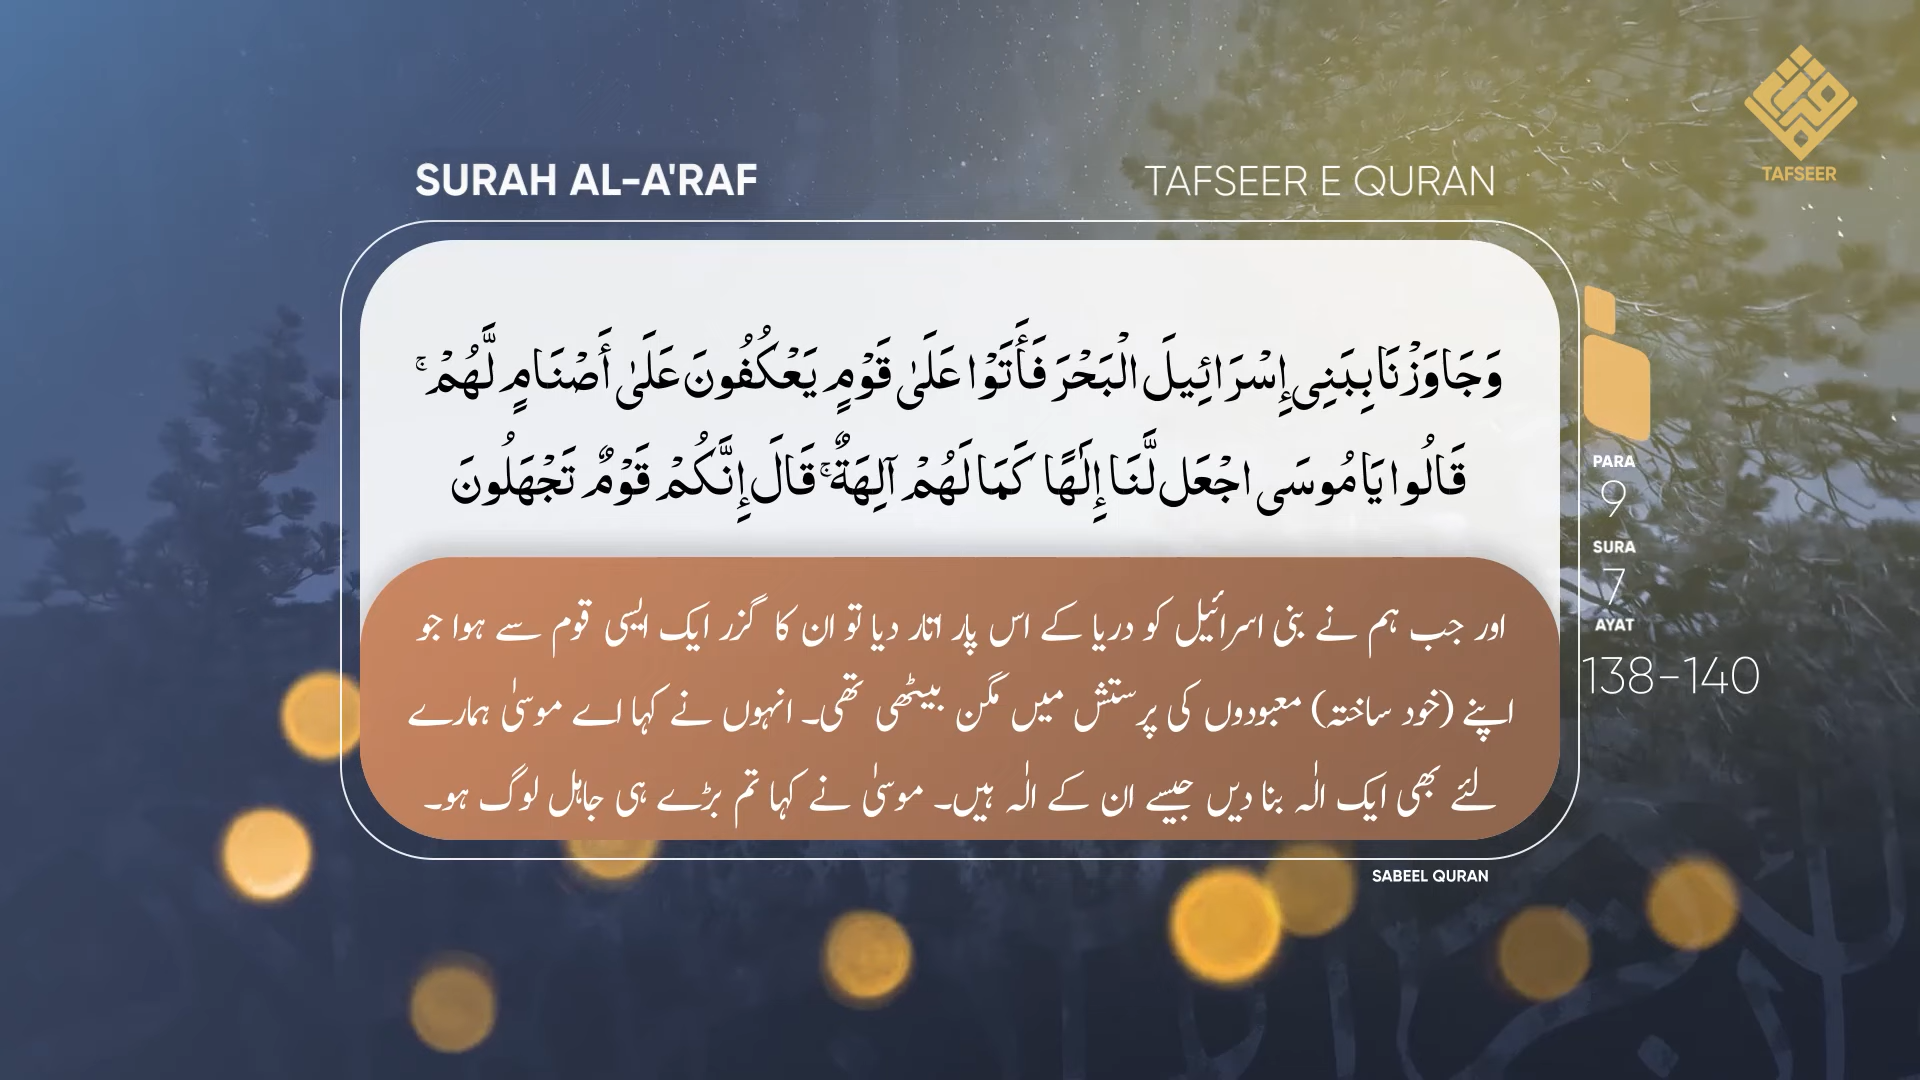 SURAH AL-A'RAF
TAFSEER E QURAN
TAFSEER
وَجَاوَزْنَا بِبَنِي إِسْرَائِيلَ الْبَحْرَ فَأَتَوْا عَلَىٰ قَوْمٍ يَعْكُفُونَ عَلَىٰ أَصْنَامٍ لَّهُمْ ۚ
قَالُوا يَا مُوسَى اجْعَل لَّنَا إِلَٰهًا كَمَا لَهُمْ آلِهَةٌ ۚ قَالَ إِنَّكُمْ قَوْمٌ تَجْهَلُونَ
اور جب ہم نے بنی اسرائیل کو دریا کے اس پار اتار دیا تو ان کا گزر ایک ایسی قوم سے ہوا جو
اپنے (خود ساختہ) معبودوں کی پرستش میں مگن بیٹھی تھی۔ انہوں نے کہا اے موسیٰ ہمارے
لئے بھی ایک الٰہ بنا دیں جیسے ان کے الٰہ ہیں۔ موسیٰ نے کہا تم بڑے ہی جاہل لوگ ہو۔
PARA
9
SURA
7
AYAT
138-140
SABEEL QURAN